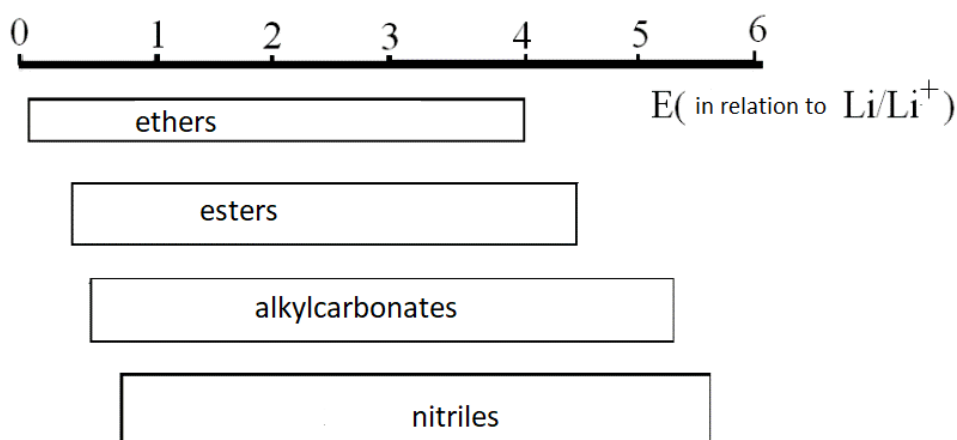 0 1 2 3 4 5 6
E( in relation to Li/Li+)
ethers
esters
alkylcarbonates
nitriles